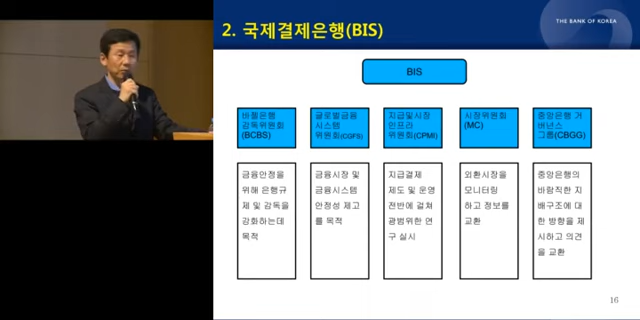 THE BANK OF KOREA
2. 국제결제은행(BIS)
BIS
바젤은행
감독위원회
(BCBS)
글로벌금융
시스템
위원회(CGFS)
지급및시장
인프라
위원회(CPMI)
시장위원회
(MC)
중앙은행 거
버넌스
그룹(CBGG)
금융안정을
위해 은행규
제 및 감독을
강화하는데
목적
금융시장 및
금융시스템
안정성 제고
를 목적
지급결제
제도 및 운영
전반에 걸쳐
광범위한 연
구 실시
외환시장을
모니터링
하고 정보를
교환
중앙은행의
바람직한 지
배구조에 대
한 방향을 제
시하고 의견
을 교환
16